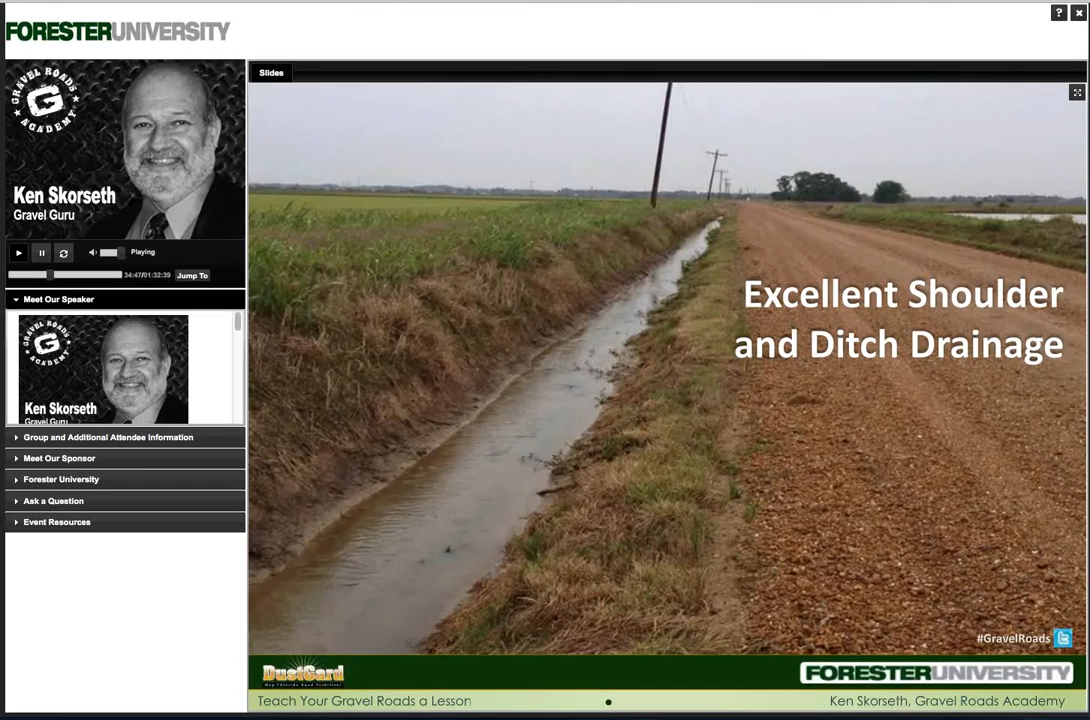 ?
FORESTERUNIVERSITY
GRAVEL ROADS
G
ACADEMY
Ken Skorseth
Gravel Guru
Playing
34:47/01:32:39
Jump To
Meet Our Speaker
GRAVEL ROADS
G
ACADEMY
Ken Skorseth
Gravel Guru
Group and Additional Attendee Information
Meet Our Sponsor
Forester University
Ask a Question
Event Resources
Slides
Excellent Shoulder
and Ditch Drainage
#GravelRoads
DustGard
FORESTERUNIVERSITY
Teach Your Gravel Roads a Lesson
Ken Skorseth, Gravel Roads Academy